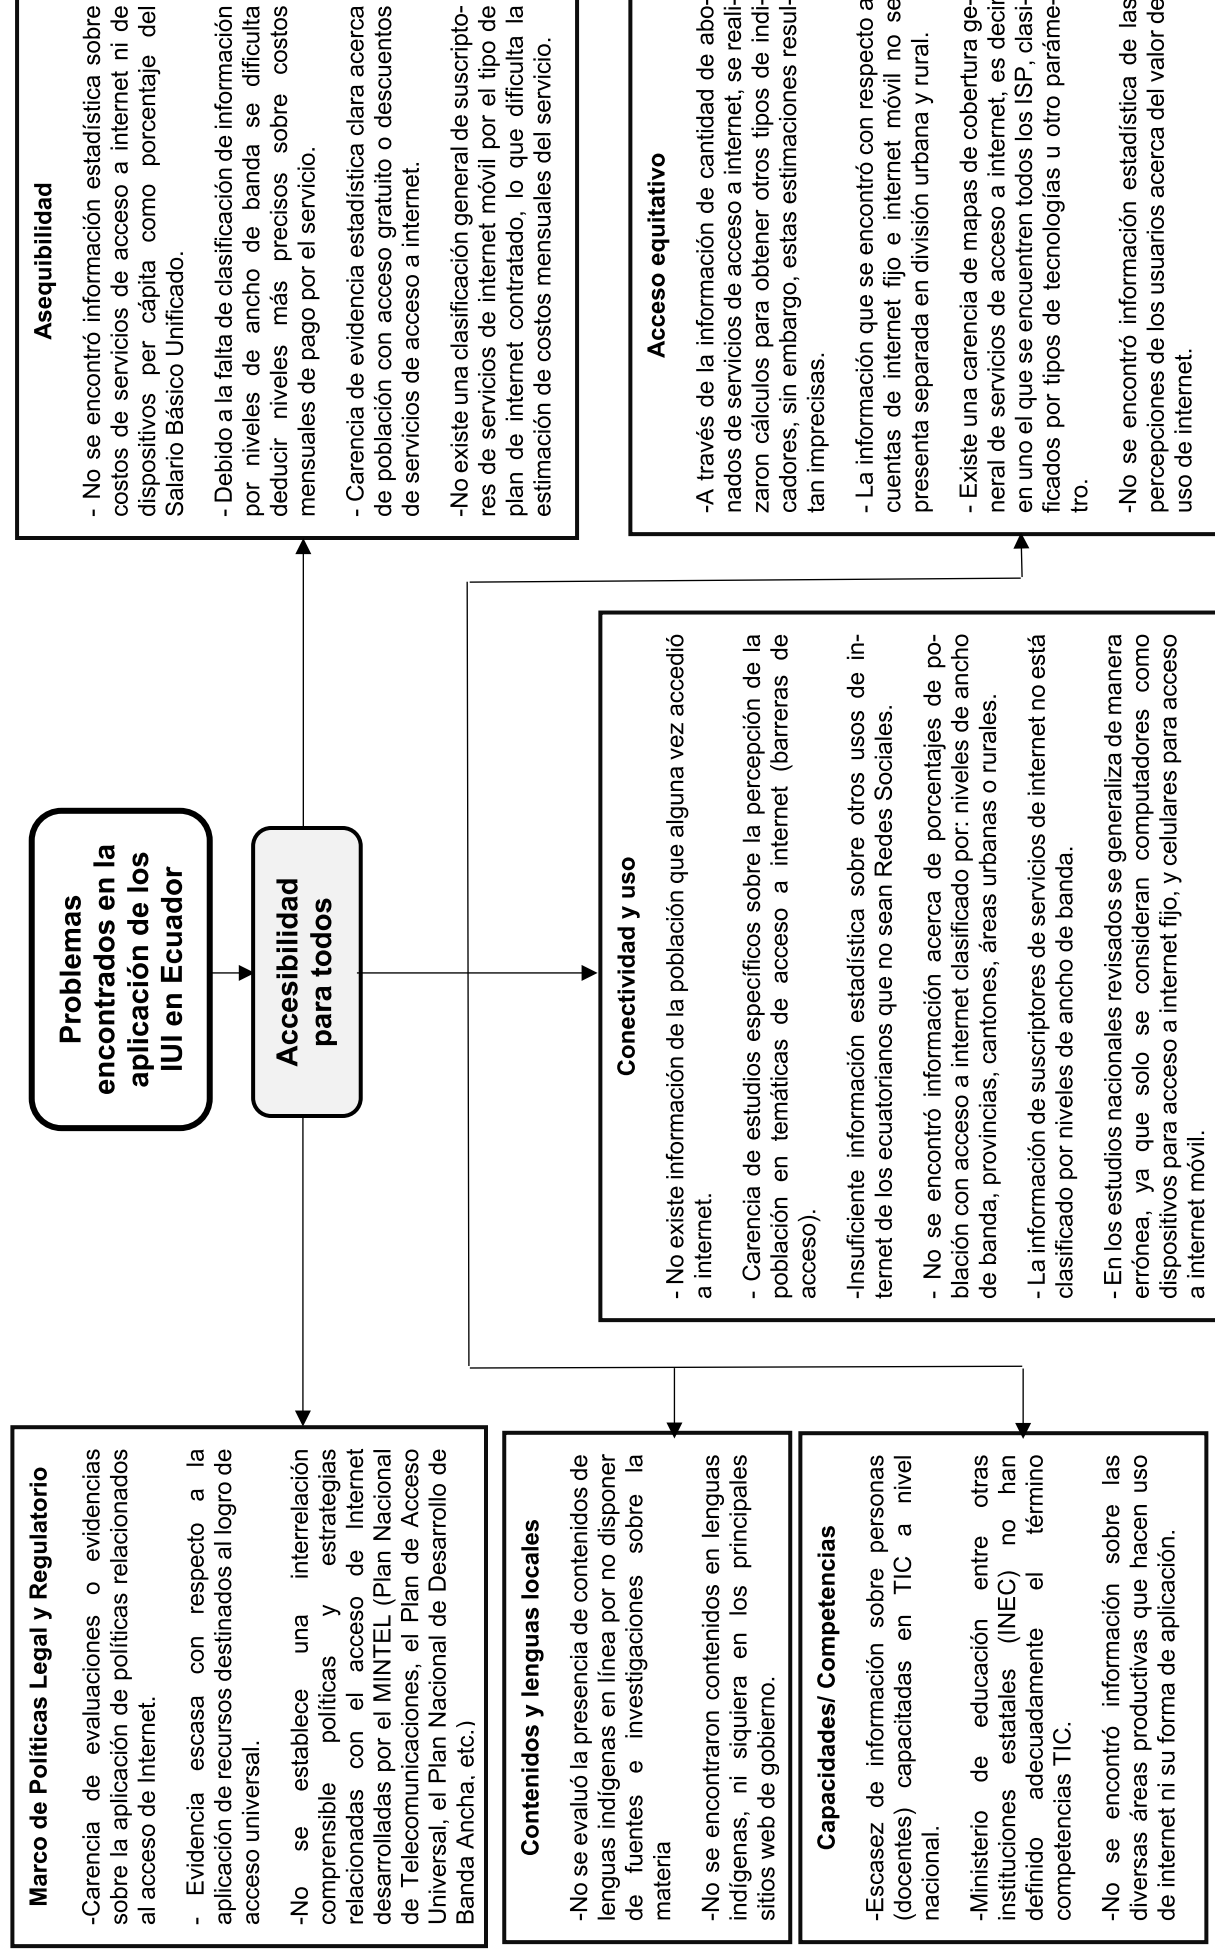 Problemas
encontrados en la
aplicación de los
IUI en Ecuador
Accesibilidad
para todos
Marco de Políticas Legal y Regulatorio
-Carencia de evaluaciones o evidencias
sobre la aplicación de políticas relacionados
al acceso de Internet.
- Evidencia escasa con respecto a la
aplicación de recursos destinados al logro de
acceso universal.
-No se establece una interrelación
comprensible políticas y estrategias
relacionadas con el acceso de Internet
desarrolladas por el MINTEL (Plan Nacional
de Telecomunicaciones, el Plan de Acceso
Universal, el Plan Nacional de Desarrollo de
Banda Ancha, etc.)
Contenidos y lenguas locales
-No se evaluó la presencia de contenidos de
lenguas indígenas en línea por no disponer
de fuentes e investigaciones sobre la
materia
-No se encontraron contenidos en lenguas
indígenas, ni siquiera en los principales
sitios web de gobierno.
Capacidades/ Competencias
-Escasez de información sobre personas
(docentes) capacitadas en TIC a nivel
nacional.
-Ministerio de educación entre otras
instituciones estatales (INEC) no han
definido adecuadamente el término
competencias TIC.
-No se encontró información sobre las
diversas áreas productivas que hacen uso
de internet ni su forma de aplicación.
Conectividad y uso
- No existe información de la población que alguna vez accedió
a internet.
- Carencia de estudios específicos sobre la percepción de la
población en temáticas de acceso a internet (barreras de
acceso).
-Insuficiente información estadística sobre otros usos de in-
ternet de los ecuatorianos que no sean Redes Sociales.
- No se encontró información acerca de porcentajes de po-
blación con acceso a internet clasificado por: niveles de ancho
de banda, provincias, cantones, áreas urbanas o rurales.
- La información de suscriptores de servicios de internet no está
clasificado por niveles de ancho de banda.
- En los estudios nacionales revisados se generaliza de manera
errónea, ya que solo se consideran computadores como
dispositivos para acceso a internet fijo, y celulares para acceso
a internet móvil.
Asequibilidad
- No se encontró información estadística sobre
costos de servicios de acceso a internet ni de
dispositivos per cápita como porcentaje del
Salario Básico Unificado.
- Debido a la falta de clasificación de información
por niveles de ancho de banda se dificulta
deducir niveles más precisos sobre costos
mensuales de pago por el servicio.
- Carencia de evidencia estadística clara acerca
de población con acceso gratuito o descuentos
de servicios de acceso a internet.
-No existe una clasificación general de suscripto-
res de servicios de internet móvil por el tipo de
plan de internet contratado, lo que dificulta la
estimación de costos mensuales del servicio.
Acceso equitativo
-A través de la información de cantidad de abo-
nados de servicios de acceso a internet, se reali-
zaron cálculos para obtener otros tipos de indi-
cadores, sin embargo, estas estimaciones resul-
tan imprecisas.
- La información que se encontró con respecto a
cuentas de internet fijo e internet móvil no se
presenta separada en división urbana y rural.
- Existe una carencia de mapas de cobertura ge-
neral de servicios de acceso a internet, es decir
en uno el que se encuentren todos los ISP, clasi-
ficados por tipos de tecnologías u otro paráme-
tro.
-No se encontró información estadística de las
percepciones de los usuarios acerca del valor de
uso de internet.